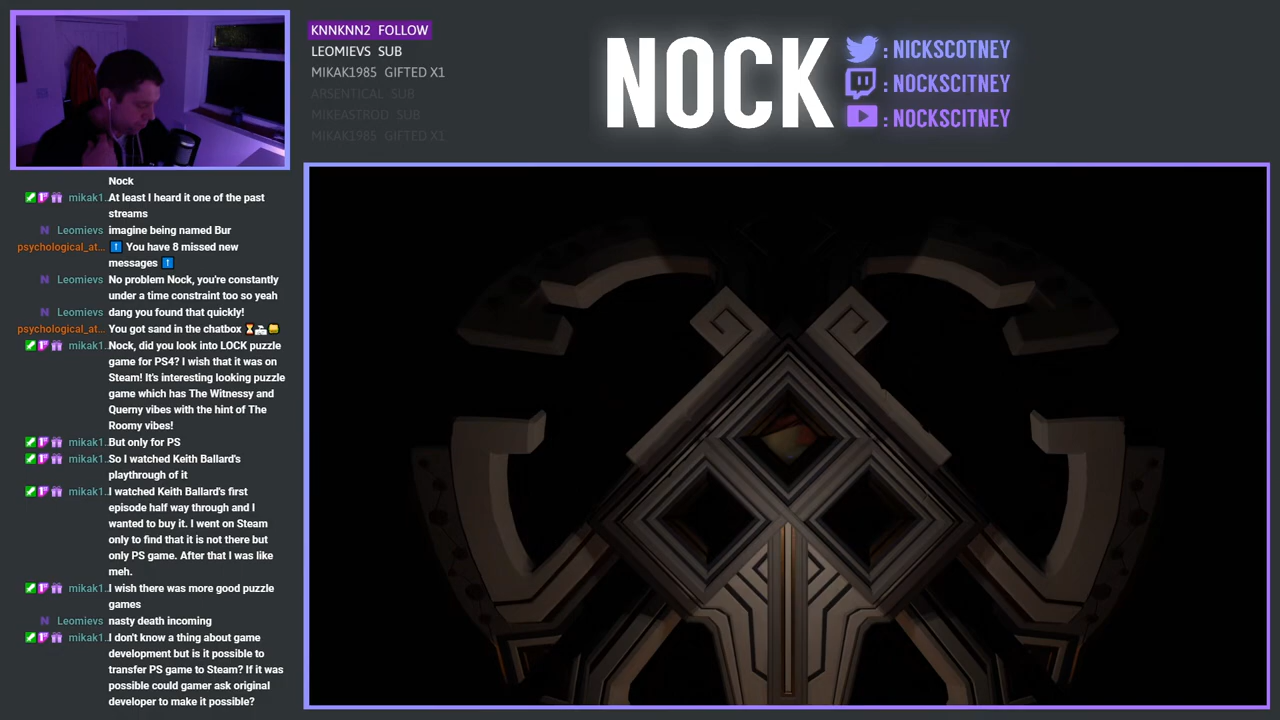 KNNKNN2 FOLLOW
LEOMIEVS SUB
MIKAK1985 GIFTED X1
ARSENTICAL SUB
MIKEASTROD SUB
MIKAK1985 GIFTED X1
NOCK
: NICKSCOTNEY
: NOCKSCITNEY
: NOCKSCITNEY
Nock
mikak1.. At least I heard it one of the past
streams
N Leomievs imagine being named Bur
psychological_at... You have 8 missed new
messages
N Leomievs No problem Nock, you're constantly
under a time constraint too so yeah
N Leomievs dang you found that quickly!
psychological_at... You got sand in the chatbox
mikak1.. Nock, did you look into LOCK puzzle
game for PS4? I wish that it was on
Steam! It's interesting looking puzzle
game which has The Witnessy and
Querny vibes with the hint of The
Roomy vibes!
mikak1.. But only for PS
mikak1.. So I watched Keith Ballard's
playthrough of it
mikak1.. I watched Keith Ballard's first
episode half way through and I
wanted to buy it. I went on Steam
only to find that it is not there but
only PS game. After that I was like
meh.
mikak1.. I wish there was more good puzzle
games
N Leomievs nasty death incoming
mikak1.. I don't know a thing about game
development but is it possible to
transfer PS game to Steam? If it was
possible could gamer ask original
developer to make it possible?